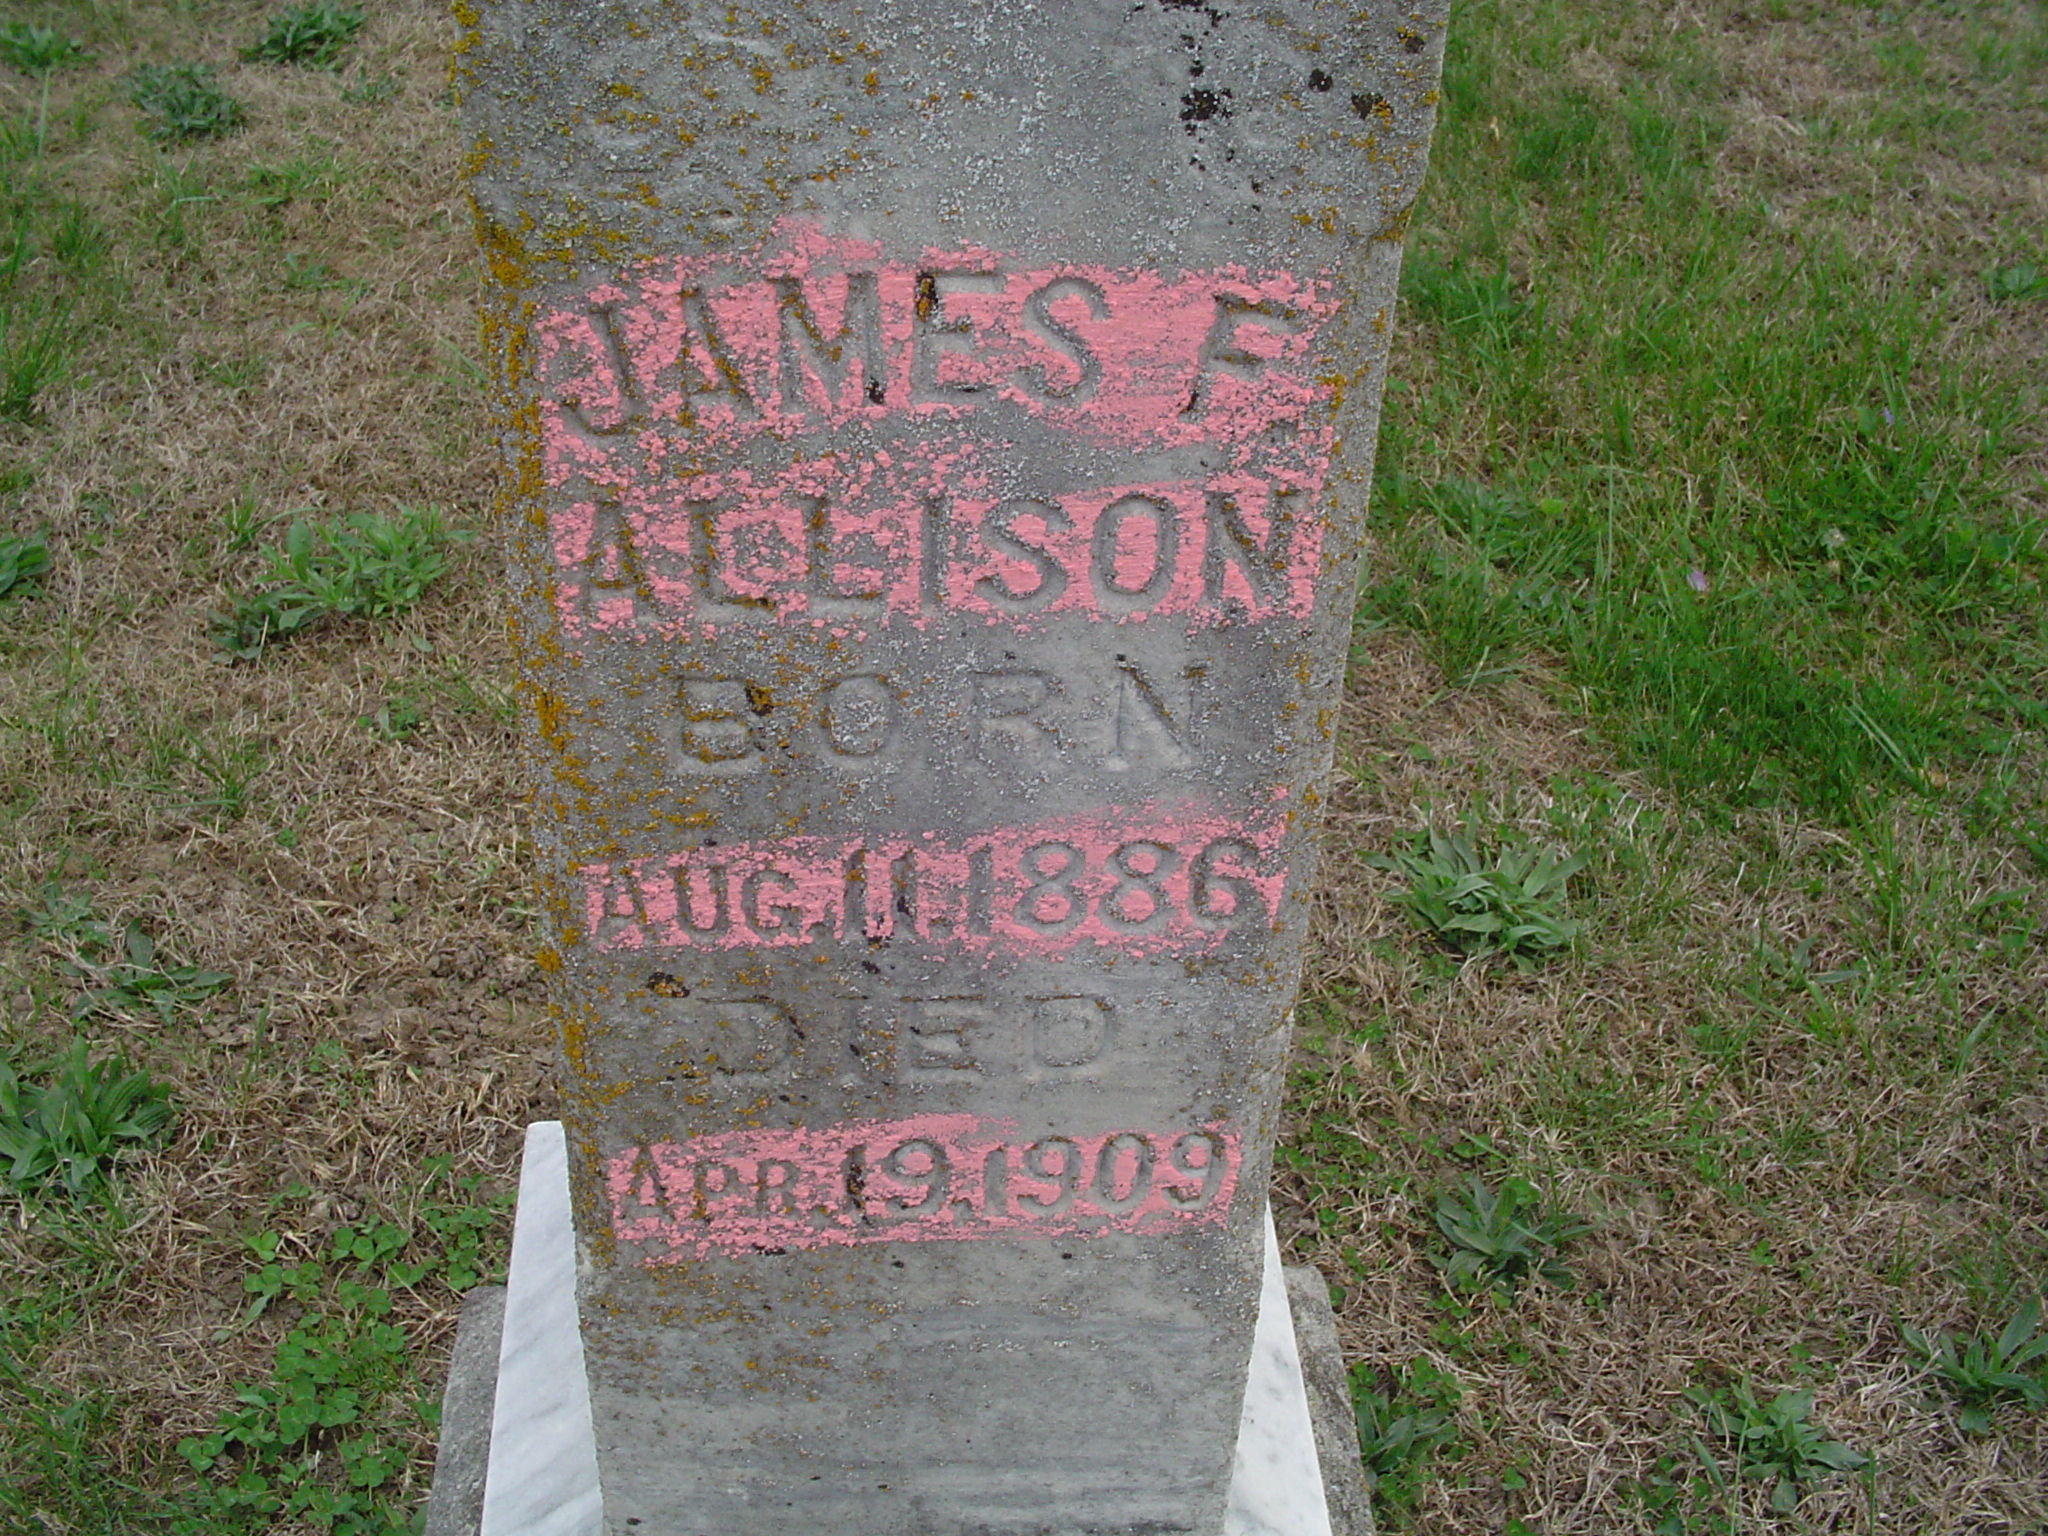 JAMES F.
ALLISON
BORN
AUG. 11, 1886
DIED
APR. 19, 1909